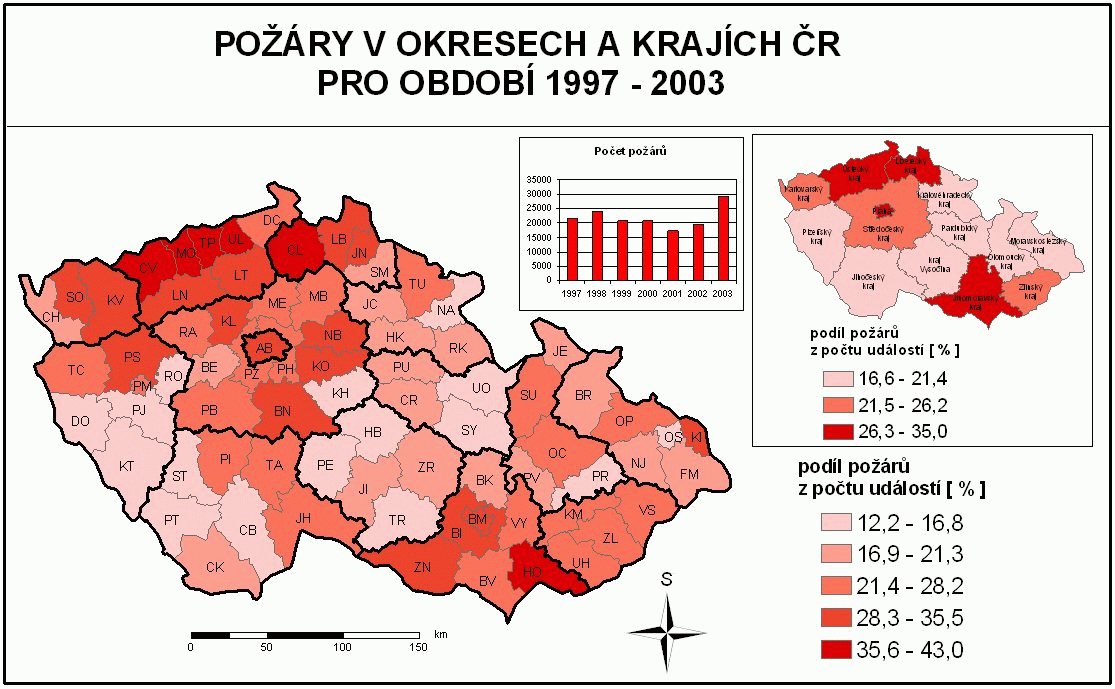 POŽÁRY V OKRESECH A KRAJÍCH ČR
PRO OBDOBÍ 1997 - 2003
Počet požárů
35000
30000
25000
20000
15000
10000
5000
0
1997 1998 1999 2000 2001 2002 2003
Ústecký kraj
Liberecký kraj
Karlovarský kraj
Královéhradecký kraj
Praha
Středočeský kraj
Plzeňský kraj
Pardubický kraj
Moravskoslezský kraj
Olomoucký kraj
kraj Vysočina
Jihočeský kraj
Jihomoravský kraj
Zlínský kraj
podíl požárů
z počtu událostí [ % ]
16,6 - 21,4
21,5 - 26,2
26,3 - 35,0
podíl požárů
z počtu událostí [ % ]
12,2 - 16,8
16,9 - 21,3
21,4 - 28,2
28,3 - 35,5
35,6 - 43,0
DC
CV MO TP UL CL LB JN
SO KV LN LT SM TU
CH ME MB JC NA
RA KL AB NB HK RK
TC PS RO BE PZ PH KO PU JE
PM KH CR UO SU BR
DO PJ PB BN OP
KT HB SY OS KI
ST PI TA PE ZR OC NJ FM
JI BK PV PR
PT CB JH TR BM VY KM VS
BI ZL
CK ZN BV HO UH
0 50 100 150 km
S